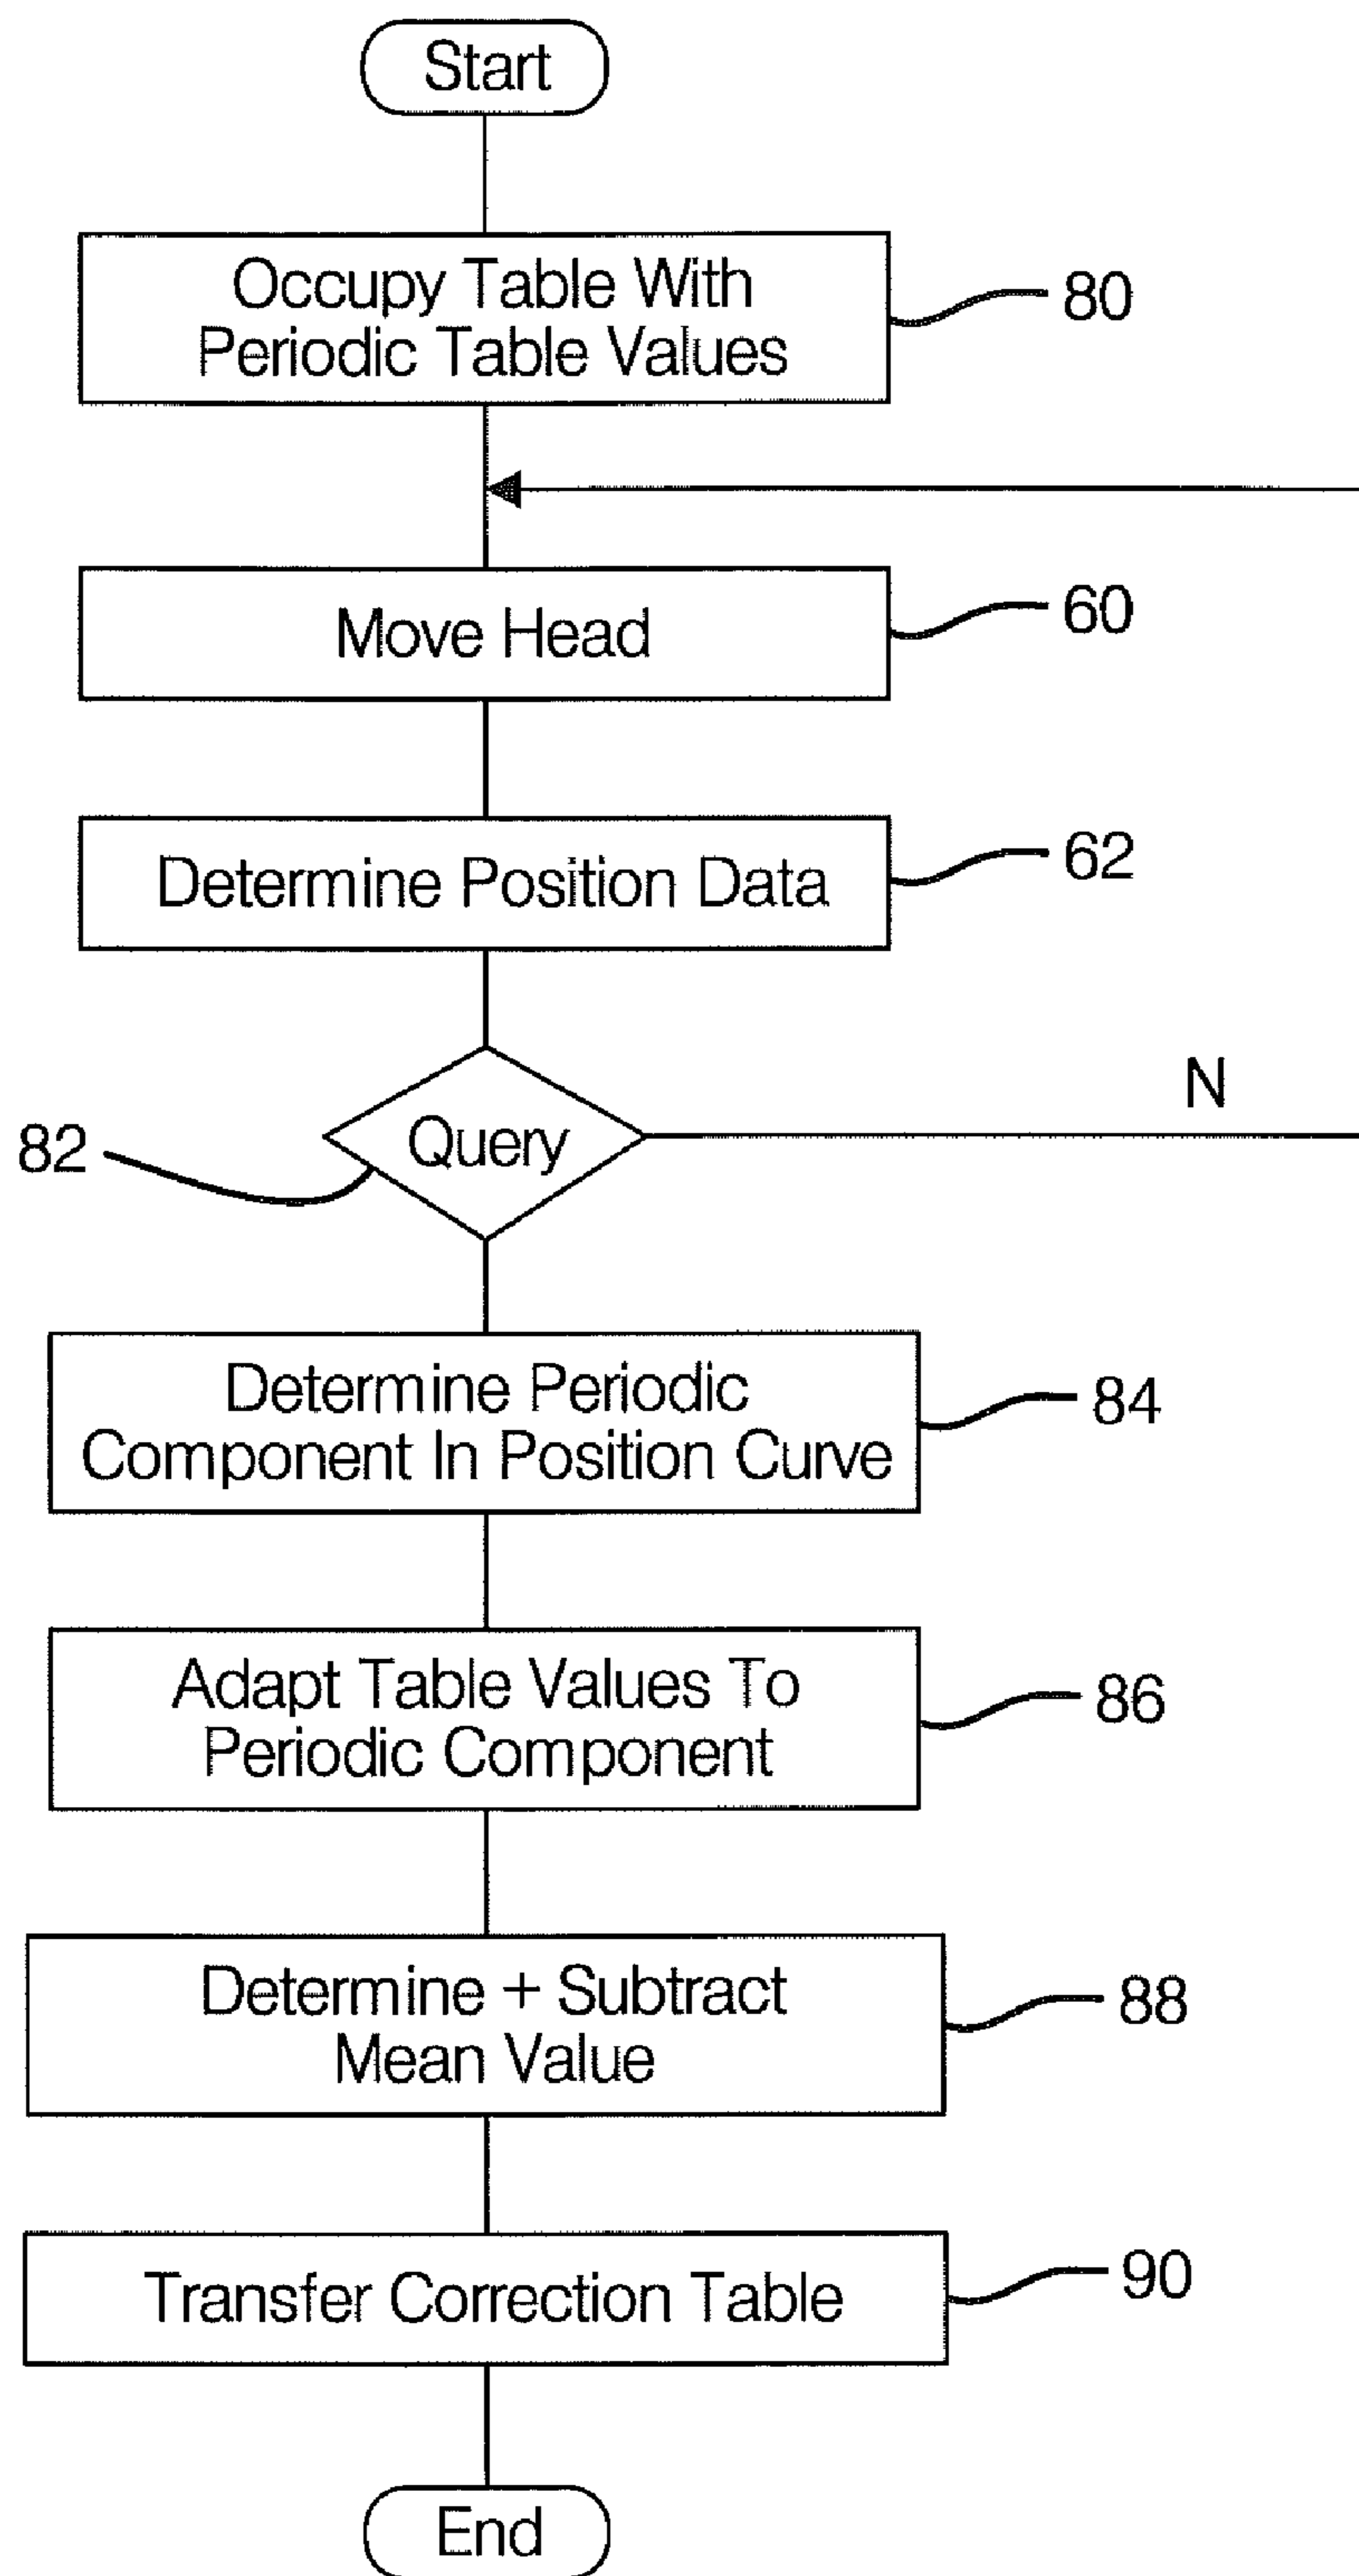 Start
Occupy Table With
Periodic Table Values
80
Move Head
60
Determine Position Data
62
N
Query
82
Determine Periodic
Component In Position Curve
84
Adapt Table Values To
Periodic Component
86
Determine + Subtract
Mean Value
88
Transfer Correction Table
90
End